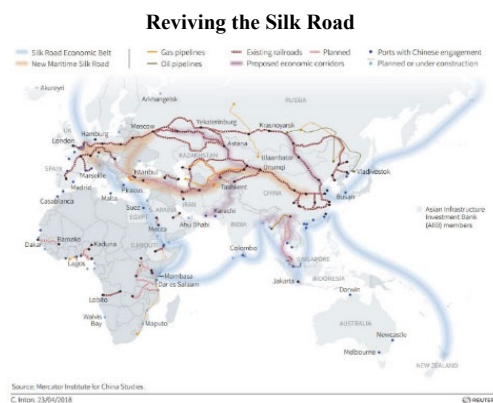 Reviving the Silk Road
Silk Road Economic Belt
New Maritime Silk Road
Gas pipelines
Oil pipelines
Existing railroads
Planned
Proposed economic corridors
Ports with Chinese engagement
Planned or under construction
Akureyri
Arkhangelsk
RUSSIA
UK
Hamburg
London
Moscow
Yekaterinburg
Krasnoyarsk
Astana
KAZAKHSTAN
Ulaanbatar
Urumqi
Vladivostok
SPAIN
Marseille
Madrid
Istanbul
Piraeus
Tashkent
CHINA
Busan
Casablanca
Malta
Suez
EGYPT
IRAN
Karachi
Mecca
ARABIA
Abu Dhabi
INDIA
Asian Infrastructure
Investment Bank
(AIIB) members
Dakar
Bamako
Kaduna
Lagos
DJIBOUTI
Colombo
SINGAPORE
Mombasa
Dar es Salaam
Jakarta
INDONESIA
Lobito
Darwin
Walvis
Bay
Maputo
AUSTRALIA
Newcastle
Melbourne
NEW ZEALAND
Source: Mercator Institute for China Studies.
C. Inton, 23/04/2018
REUTERS